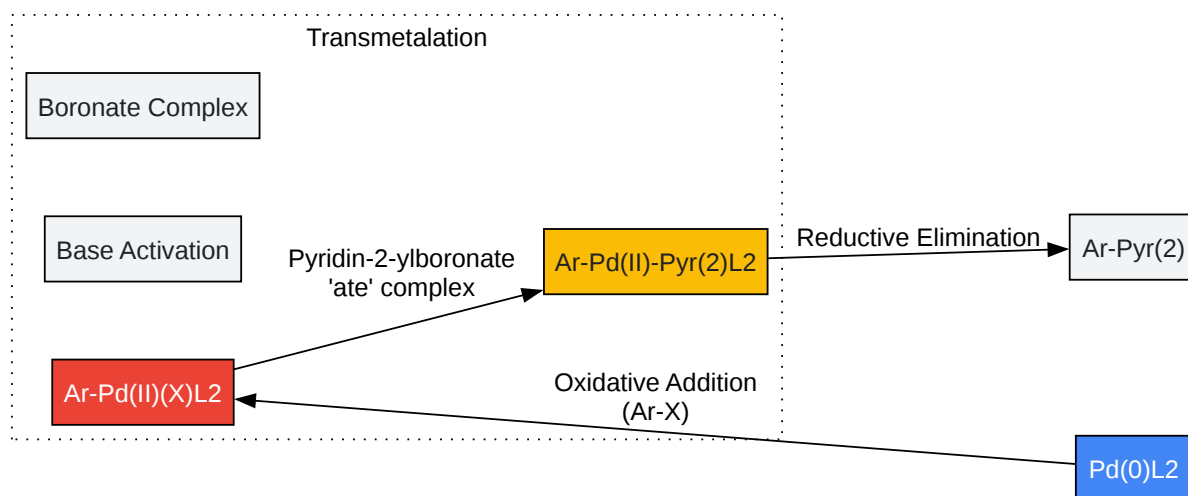 Transmetalation
Boronate Complex
Base Activation
Pyridin-2-ylboronate
'ate' complex
Ar-Pd(II)-Pyr(2)L2
Reductive Elimination
Ar-Pyr(2)
Ar-Pd(II)(X)L2
Oxidative Addition
(Ar-X)
Pd(0)L2